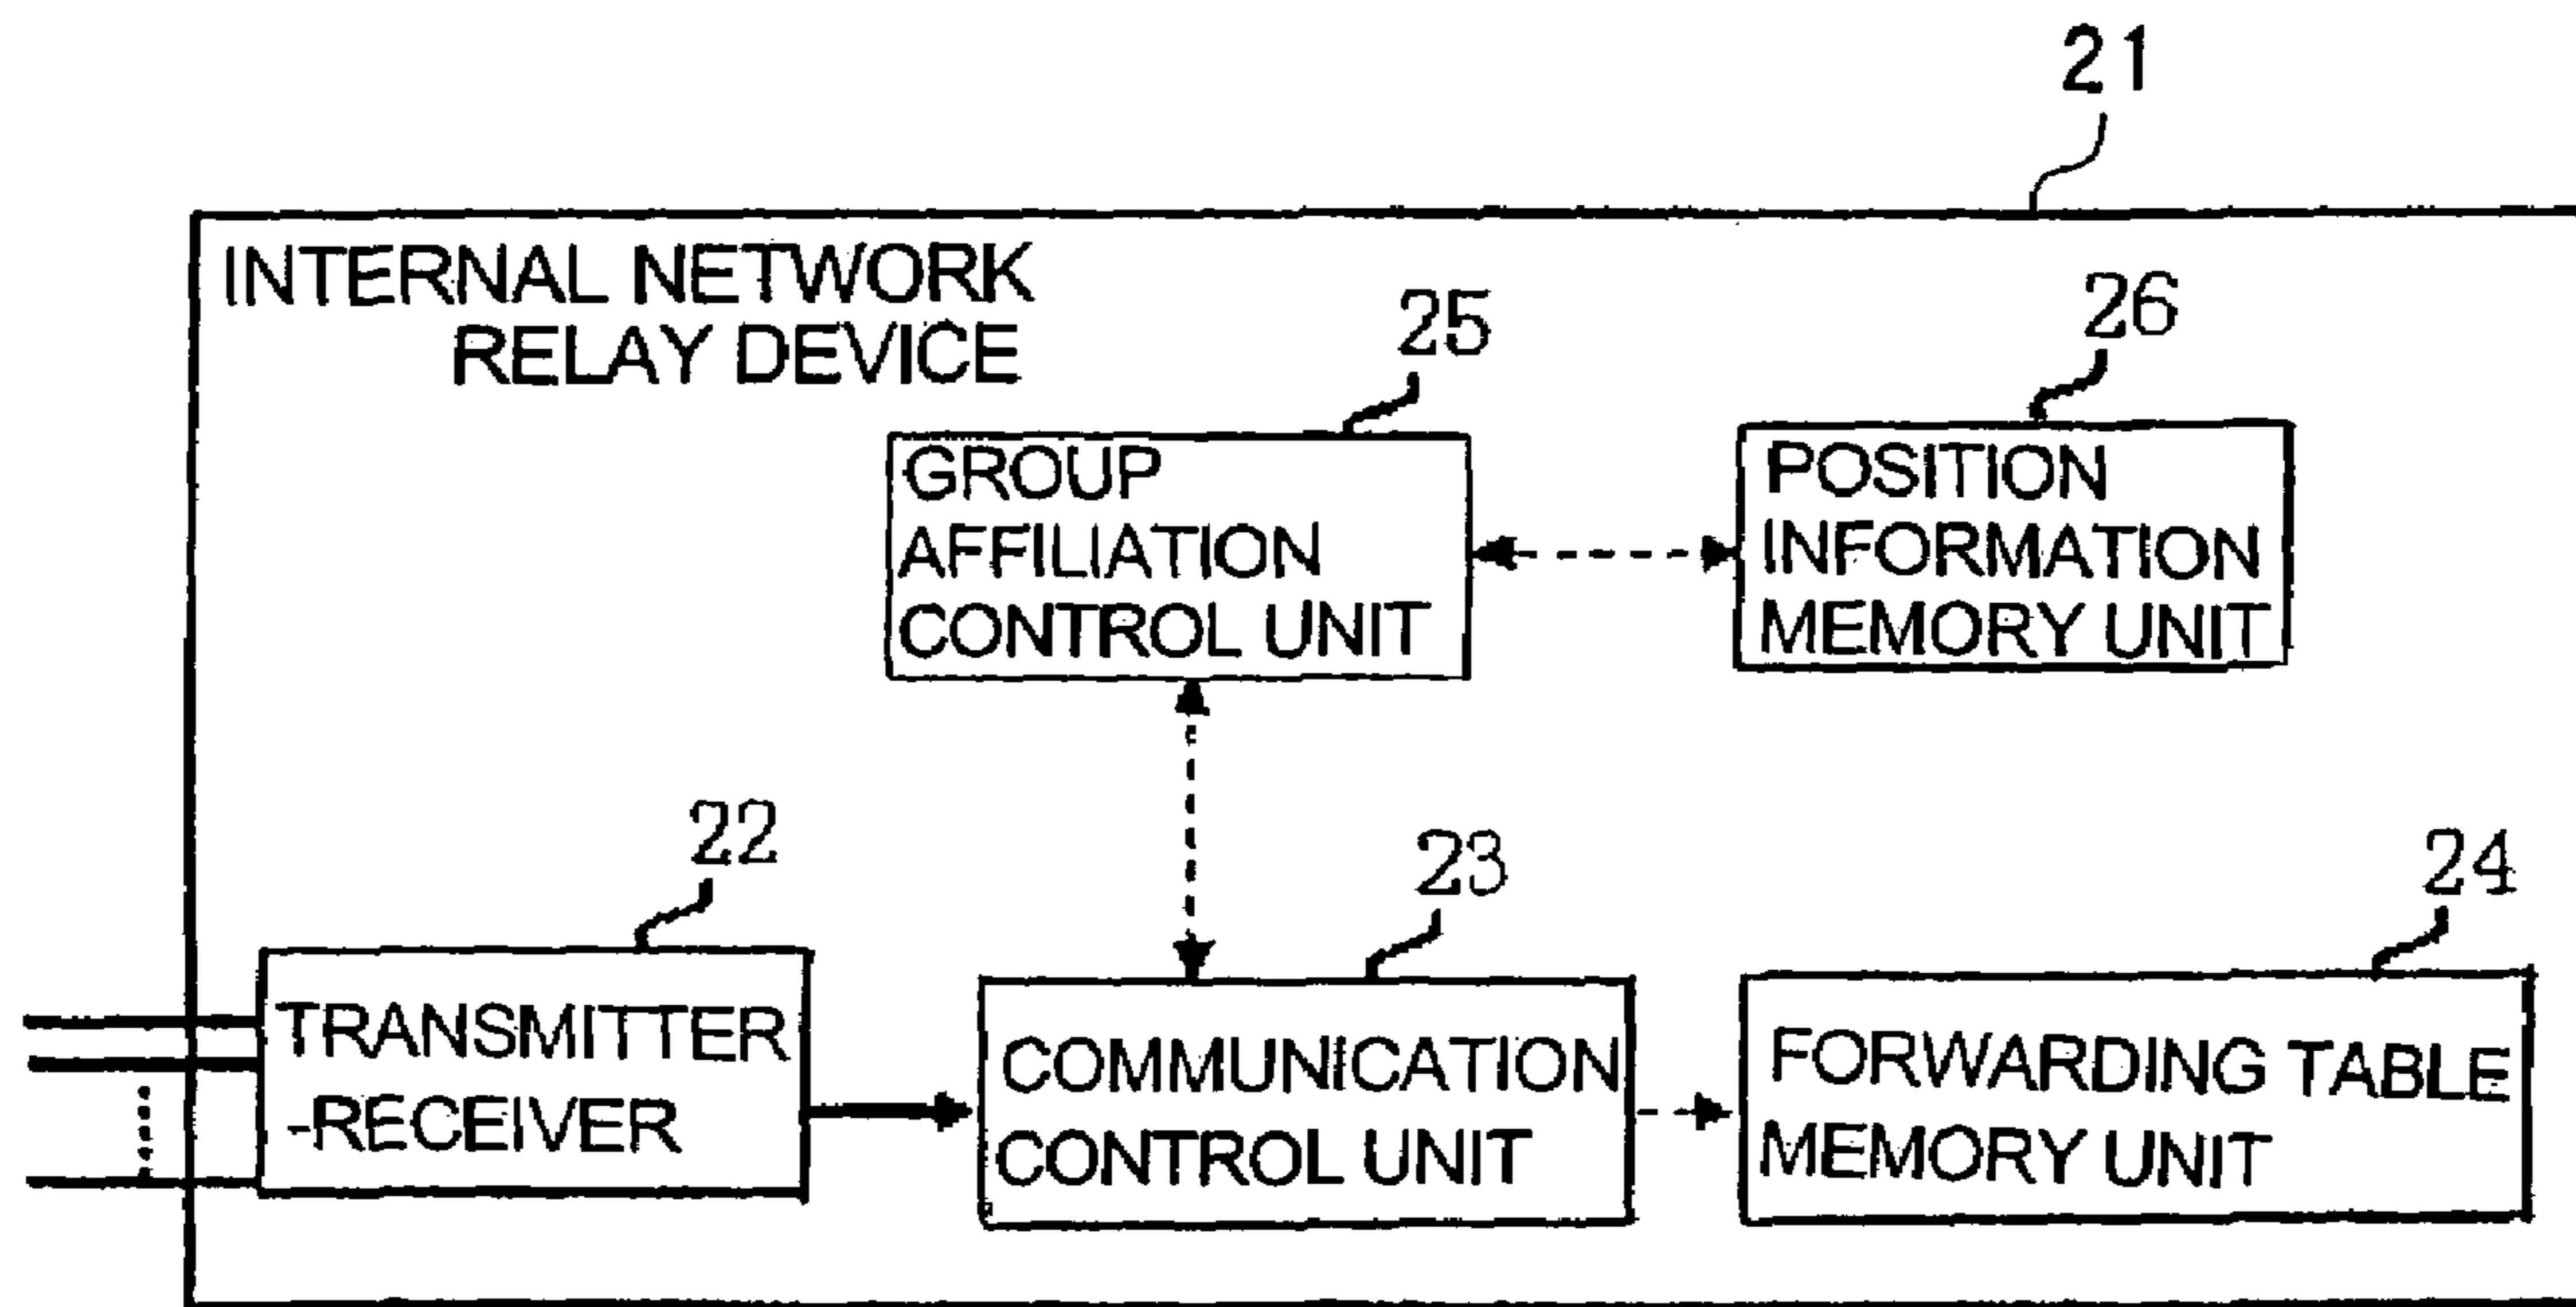 21
INTERNAL NETWORK
RELAY DEVICE
25
26
GROUP
AFFILIATION
CONTROL UNIT
POSITION
INFORMATION
MEMORY UNIT
22
23
24
TRANSMITTER
-RECEIVER
COMMUNICATION
CONTROL UNIT
FORWARDING TABLE
MEMORY UNIT